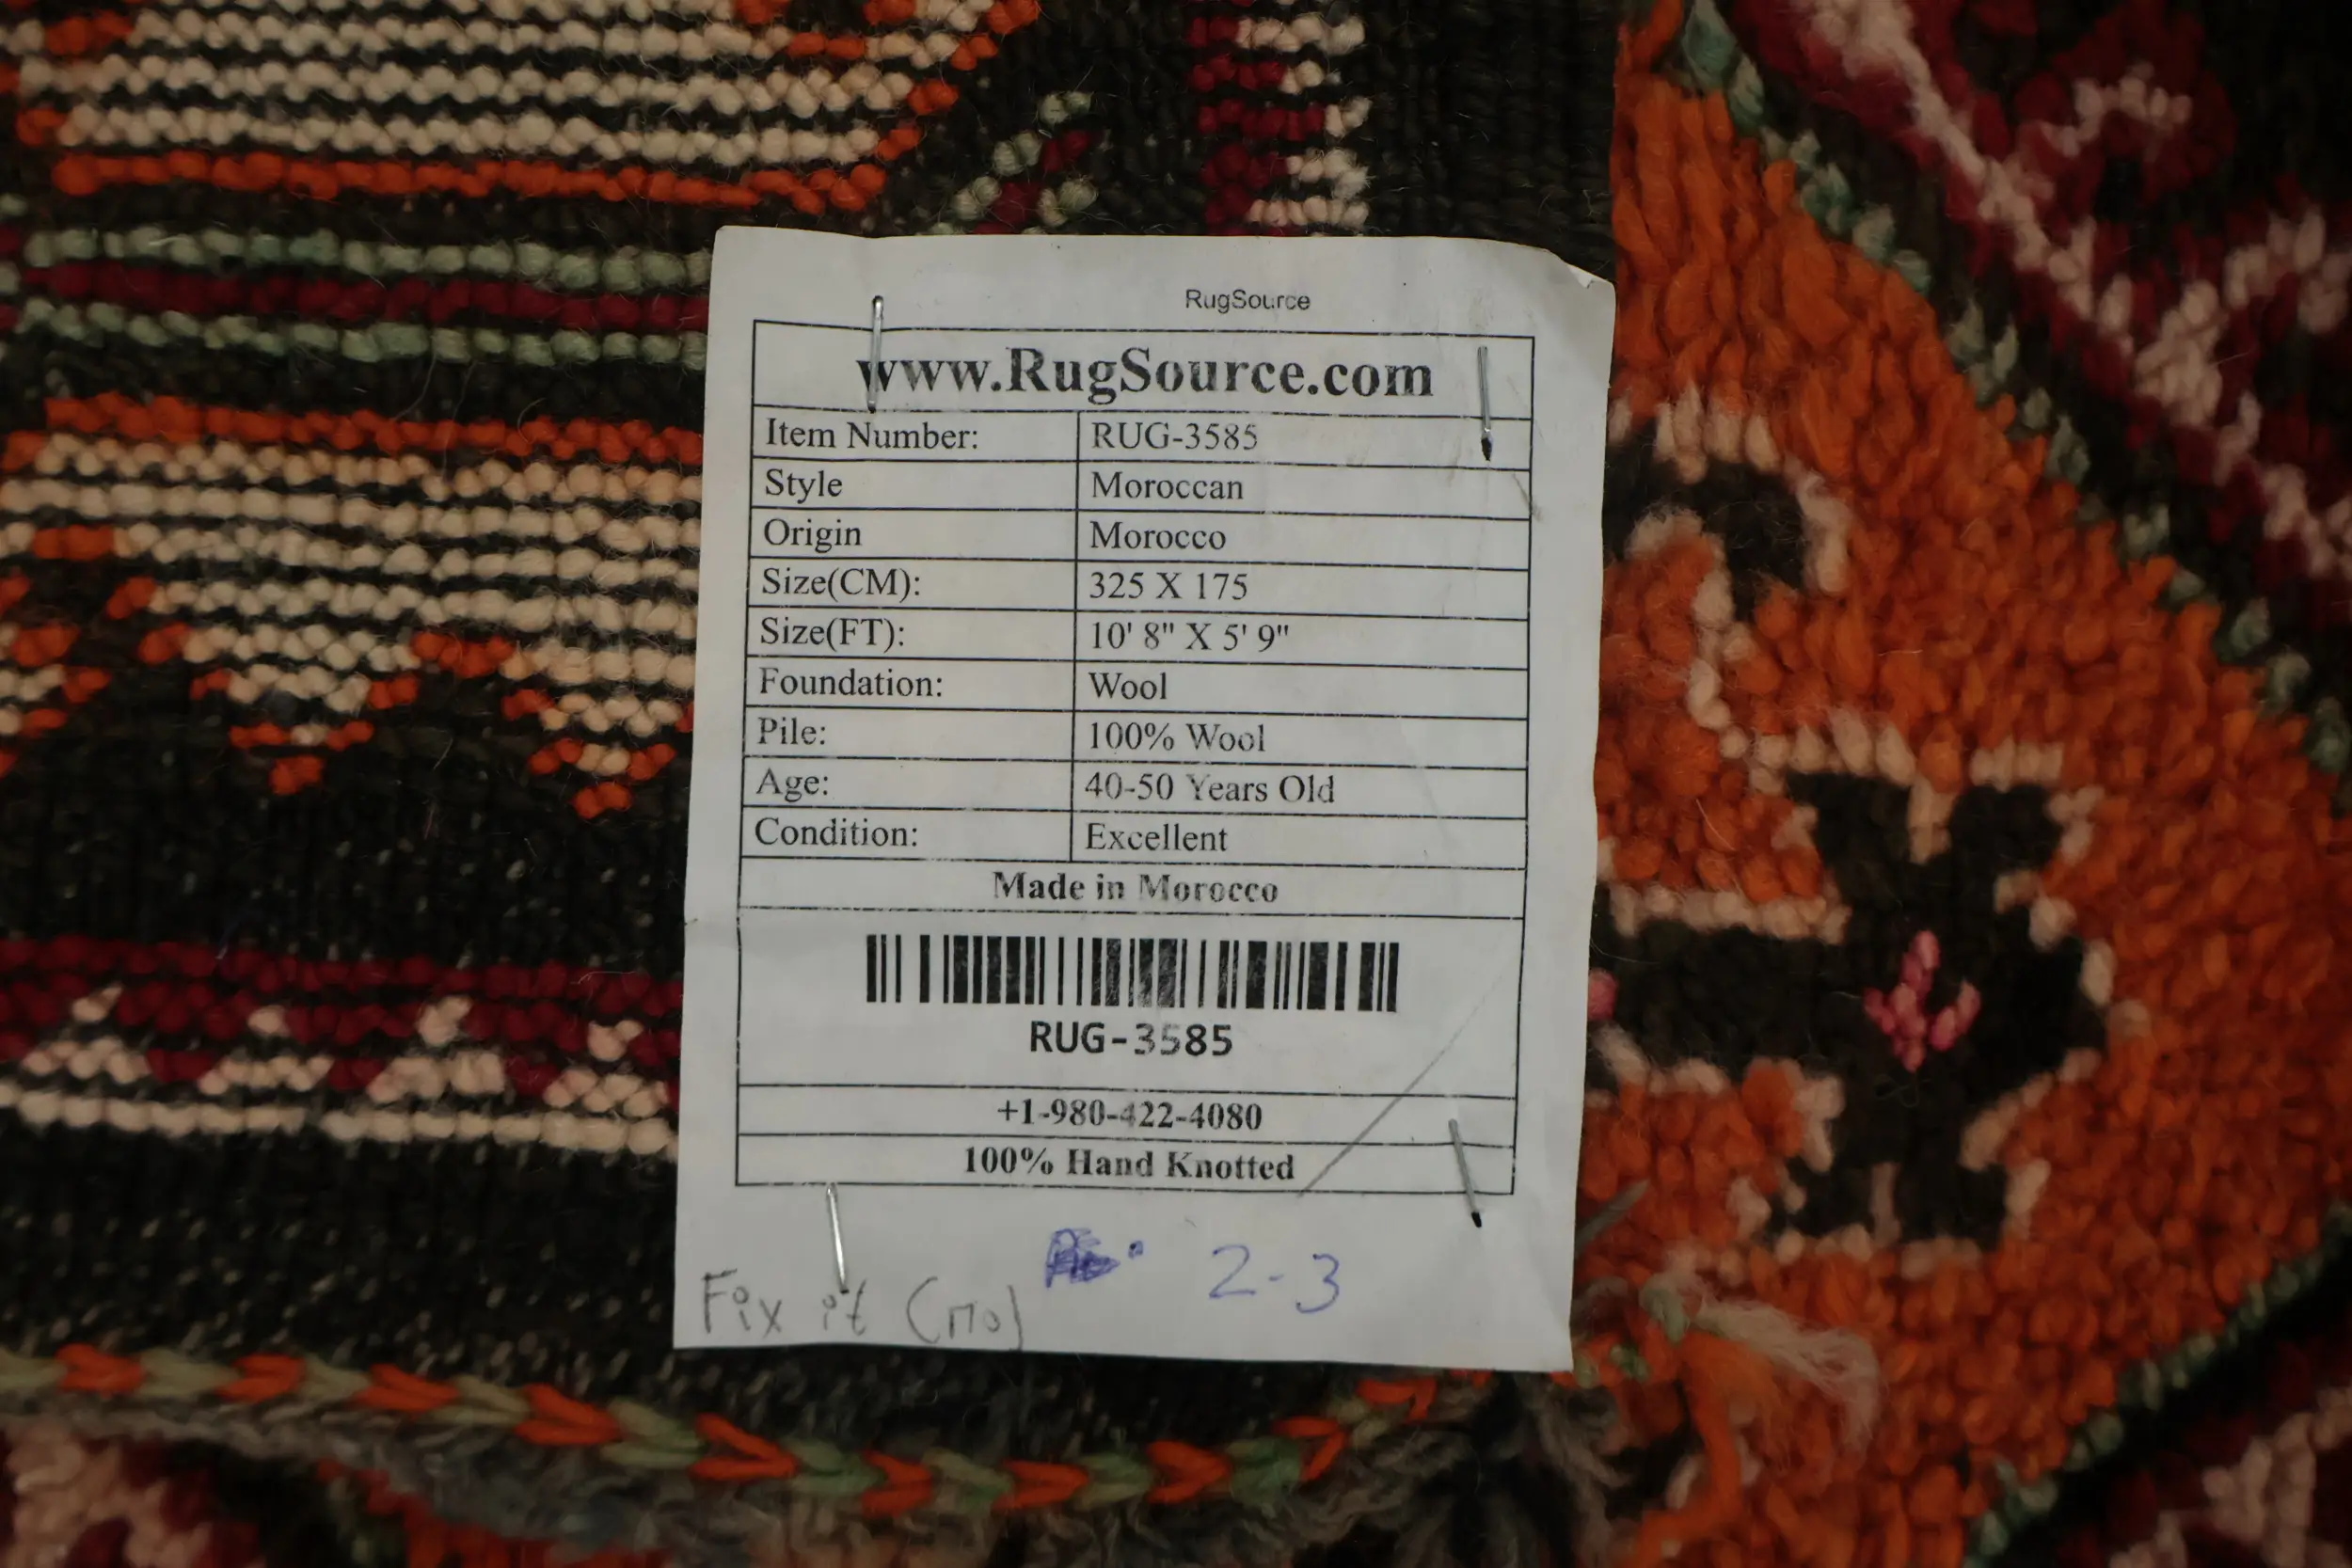 RugSource
www.RugSource.com
Item Number: RUG-3585
Style Moroccan
Origin Morocco
Size(CM): 325 X 175
Size(FT): 10' 8" X 5' 9"
Foundation: Wool
Pile: 100% Wool
Age: 40-50 Years Old
Condition: Excellent
Made in Morocco
RUG-3585
+1-980-422-4080
100% Hand Knotted
2-3
Fix it (no)